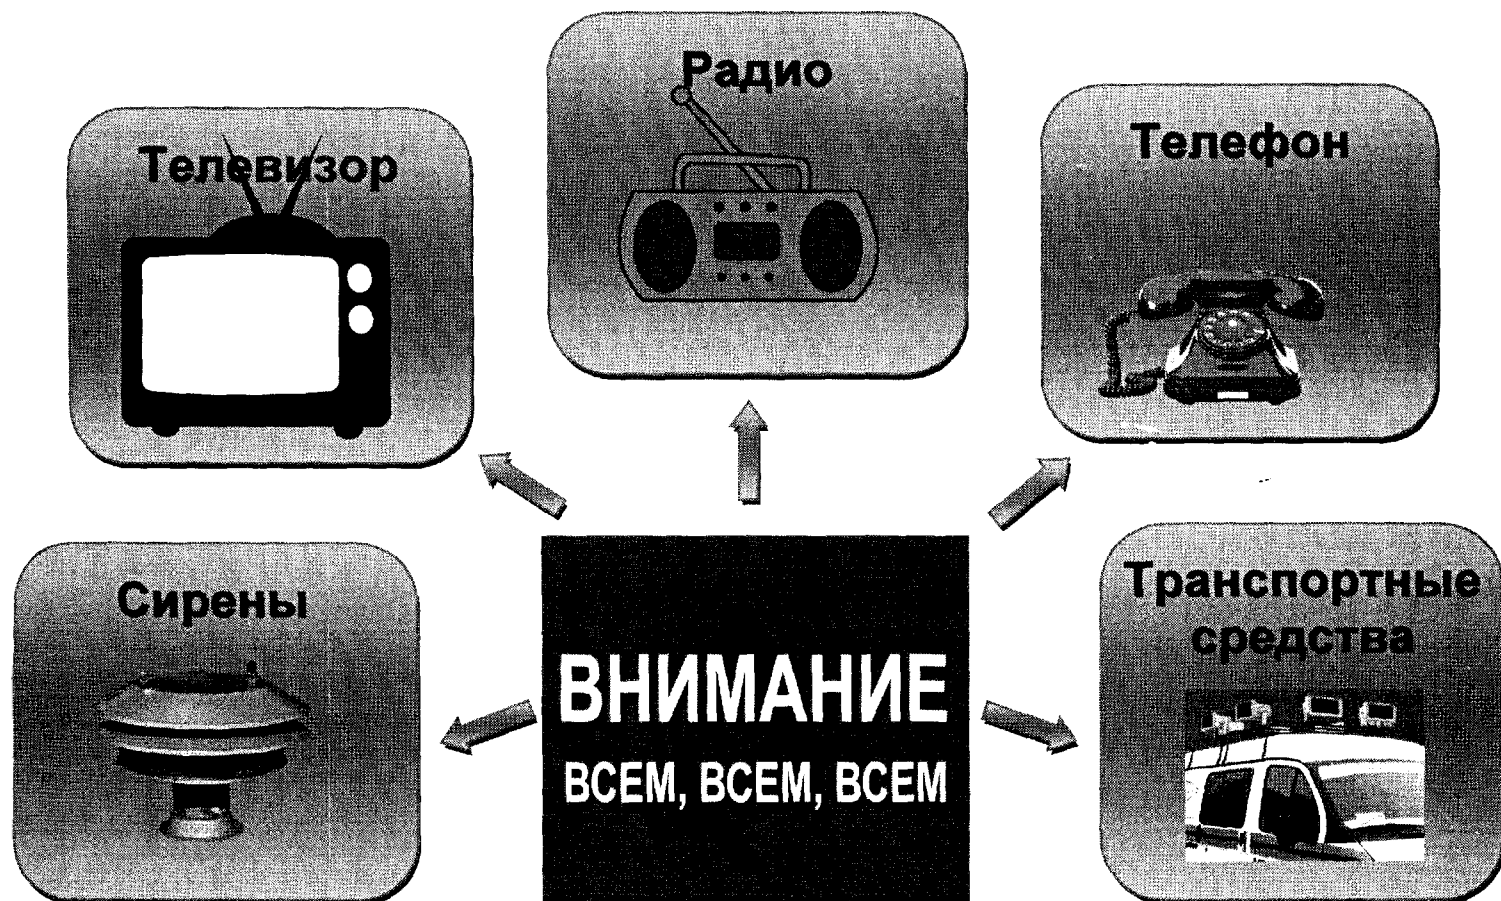 Радио
Телевизор
Телефон
Сирены
Транспортные
средства
ВНИМАНИЕ
ВСЕМ, ВСЕМ, ВСЕМ